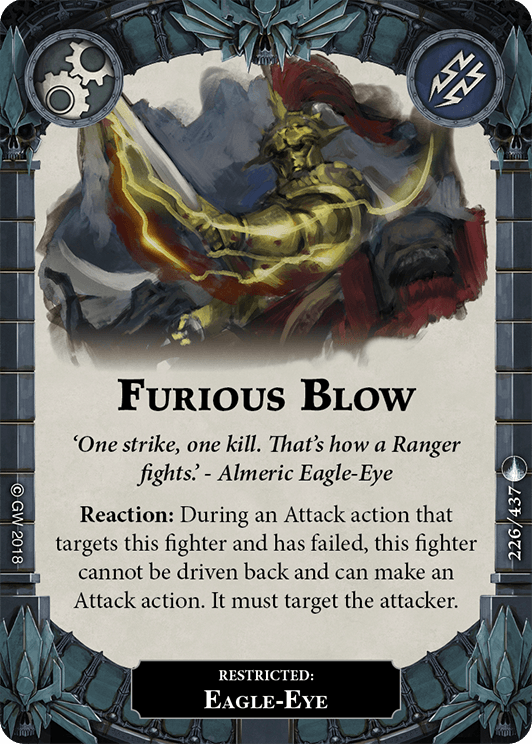 Furious Blow
‘One strike, one kill. That’s how a Ranger
fights.’ - Almeric Eagle-Eye
Reaction: During an Attack action that
targets this fighter and has failed, this fighter
cannot be driven back and can make an
Attack action. It must target the attacker.
RESTRICTED:
Eagle-Eye
© GW 2018
226/437